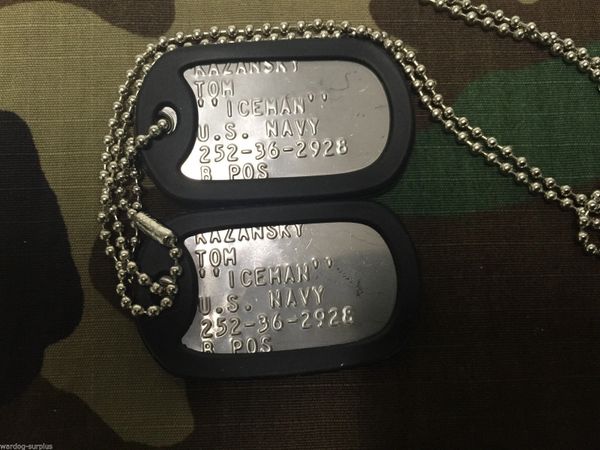 KAZANSKY
TOM
''ICEMAN''
U.S. NAVY
252-36-2928
B POS
KAZANSKY
TOM
''ICEMAN''
U.S. NAVY
252-36-2928
B POS
wardog-surplus